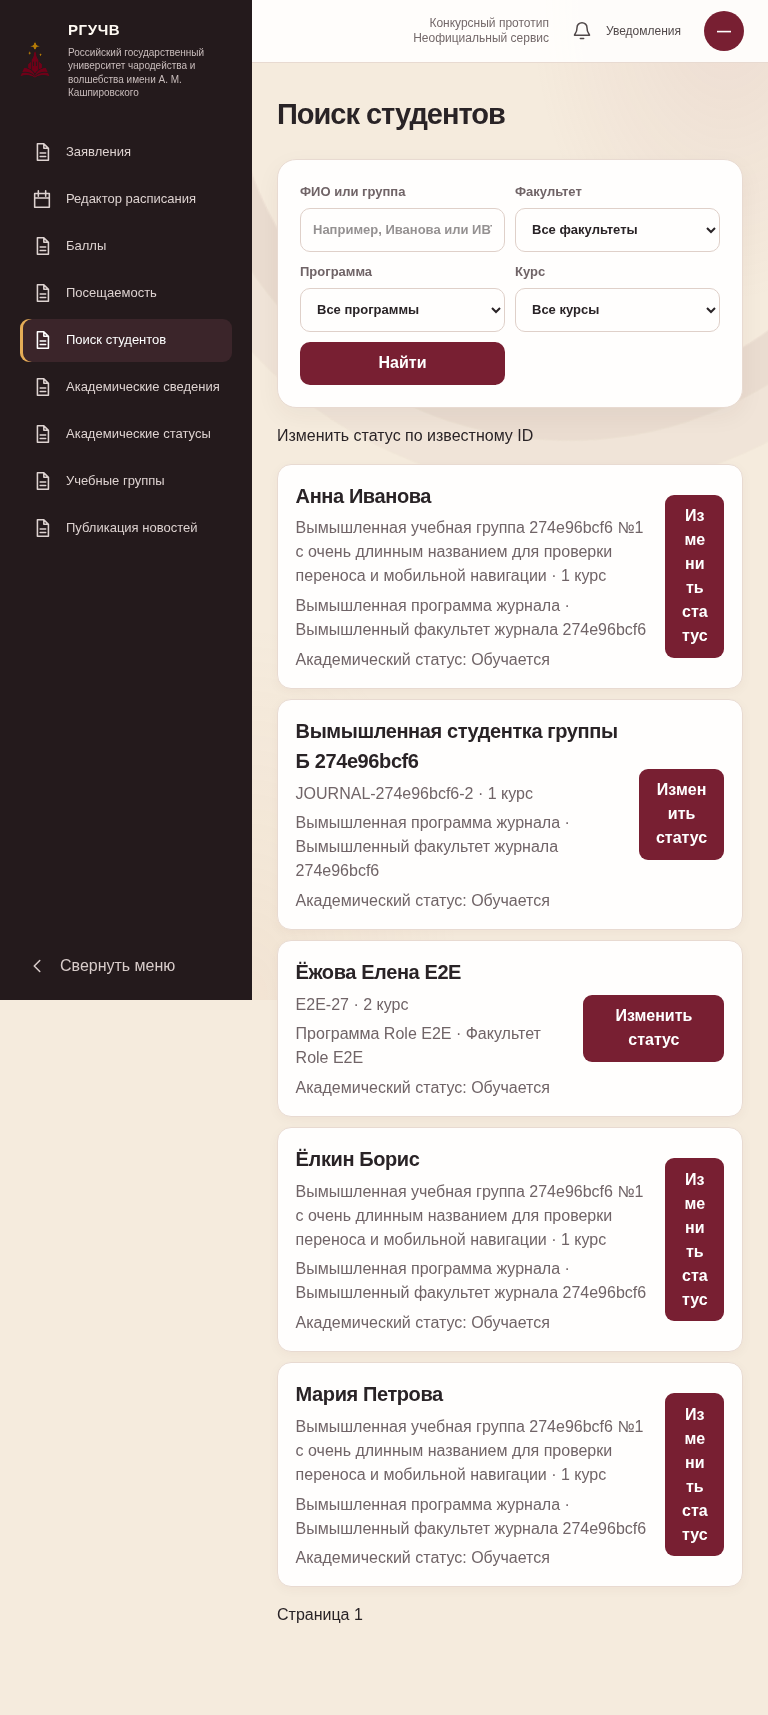 РГУЧВ
Российский государственный
университет чародейства и
волшебства имени А. М.
Кашпировского
Заявления
Редактор расписания
Баллы
Посещаемость
Поиск студентов
Академические сведения
Академические статусы
Учебные группы
Публикация новостей
Свернуть меню
Конкурсный прототип
Неофициальный сервис
Уведомления
—
Поиск студентов
ФИО или группа
Факультет
Например, Иванова или ИВ
Все факультеты
Программа
Курс
Все программы
Все курсы
Найти
Изменить статус по известному ID
Анна Иванова
Вымышленная учебная группа 274e96bcf6 №1
с очень длинным названием для проверки
переноса и мобильной навигации · 1 курс
Вымышленная программа журнала ·
Вымышленный факультет журнала 274e96bcf6
Академический статус: Обучается
Из
ме
ни
ть
ста
тус
Вымышленная студентка группы
Б 274e96bcf6
JOURNAL-274e96bcf6-2 · 1 курс
Вымышленная программа журнала ·
Вымышленный факультет журнала
274e96bcf6
Академический статус: Обучается
Измен
ить
статус
Ёжова Елена E2E
E2E-27 · 2 курс
Программа Role E2E · Факультет
Role E2E
Академический статус: Обучается
Изменить
статус
Ёлкин Борис
Вымышленная учебная группа 274e96bcf6 №1
с очень длинным названием для проверки
переноса и мобильной навигации · 1 курс
Вымышленная программа журнала ·
Вымышленный факультет журнала 274e96bcf6
Академический статус: Обучается
Из
ме
ни
ть
ста
тус
Мария Петрова
Вымышленная учебная группа 274e96bcf6 №1
с очень длинным названием для проверки
переноса и мобильной навигации · 1 курс
Вымышленная программа журнала ·
Вымышленный факультет журнала 274e96bcf6
Академический статус: Обучается
Из
ме
ни
ть
ста
тус
Страница 1